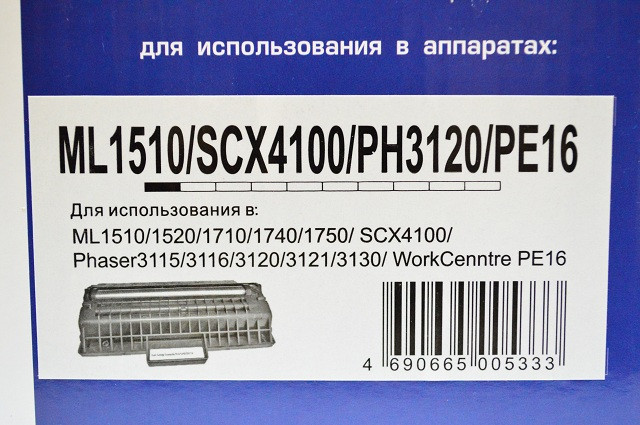 для использования в аппаратах:
ML1510/SCX4100/PH3120/PE16
Для использования в:
ML1510/1520/1710/1740/1750/ SCX4100/
Phaser3115/3116/3120/3121/3130/ WorkCenntre PE16
4 690665 005333